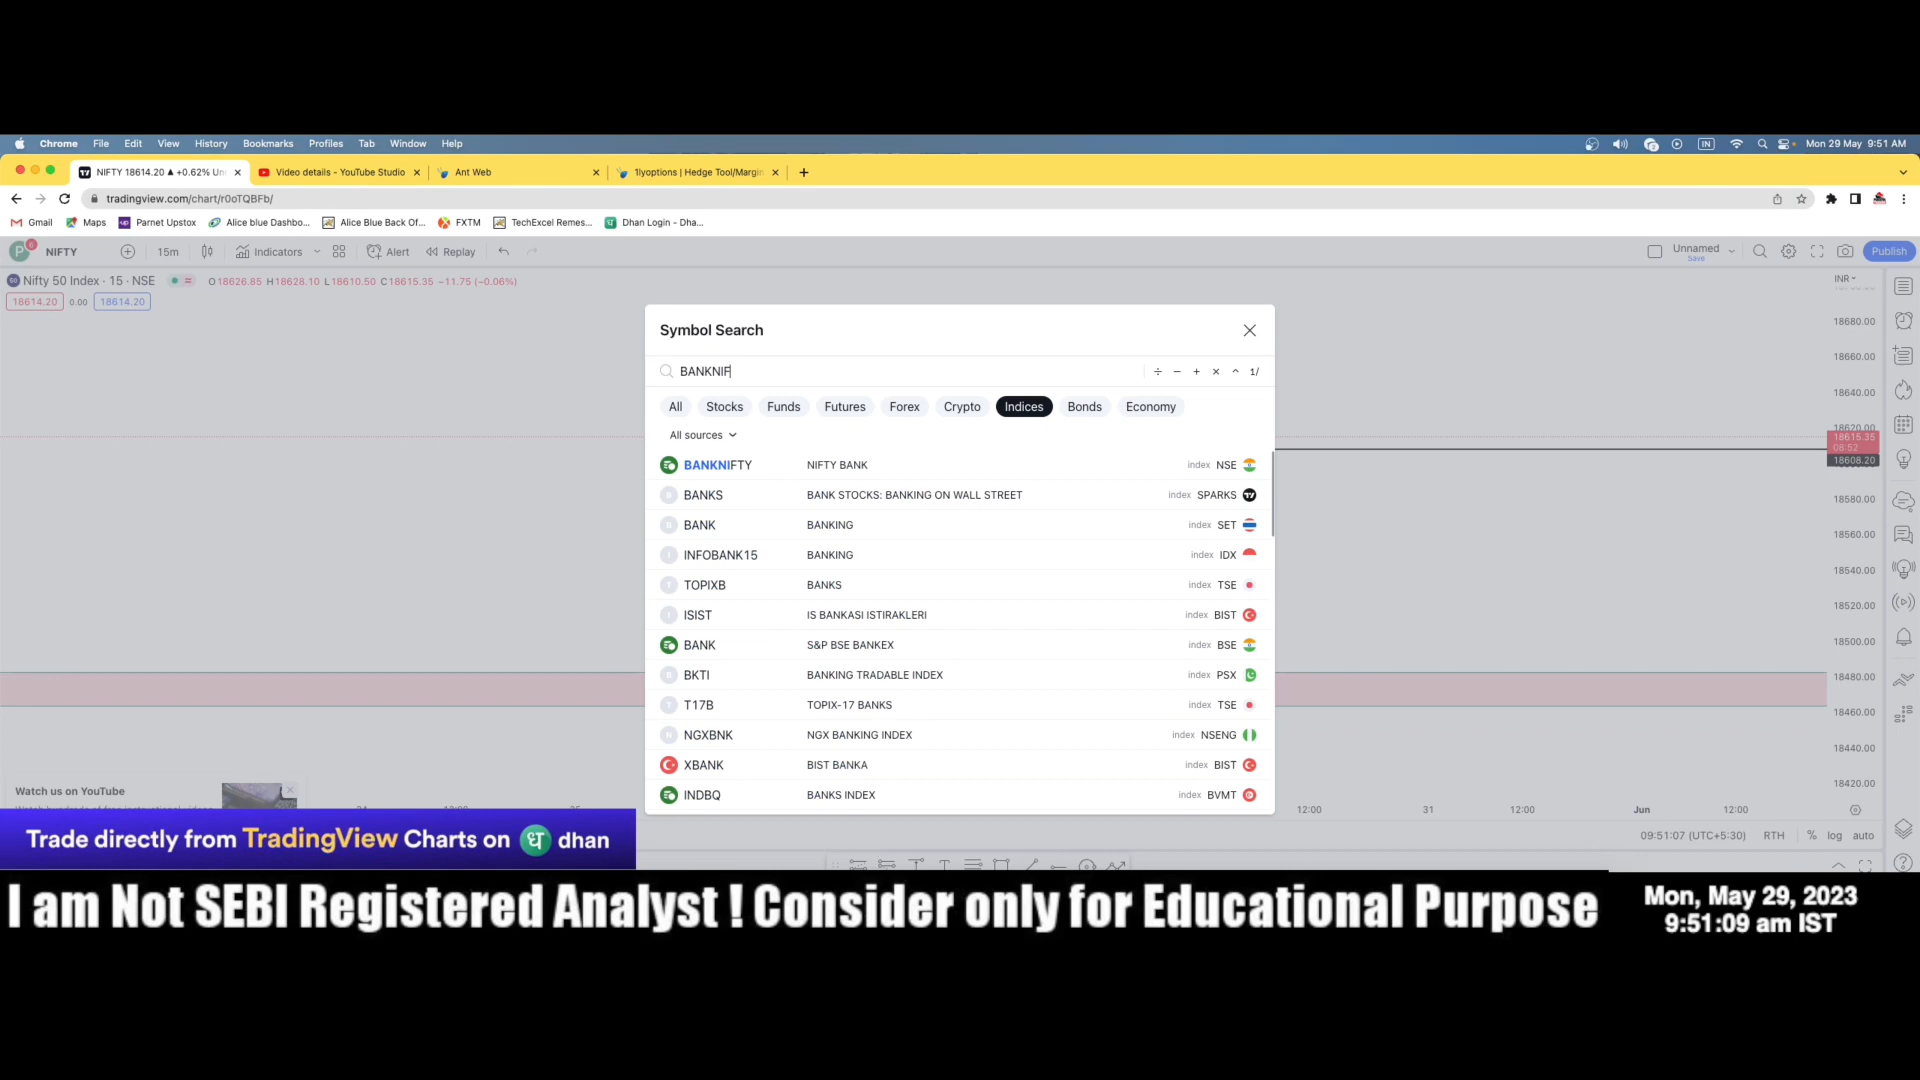 Chrome File Edit View History Bookmarks Profiles Tab Window Help IN Mon 29 May 9:51 AM
NIFTY 18614.20 ▲ +0.62% Un Video details - YouTube Studio Ant Web 1lyoptions | Hedge Tool/Margin
tradingview.com/chart/r0oTQBFb/
Gmail Maps Parnet Upstox Alice blue Dashbo... Alice Blue Back Of... FXTM TechExcel Remes... Dhan Login - Dha...
P 6 NIFTY 15m Indicators Alert Replay Unnamed Save Publish
Nifty 50 Index · 15 · NSE O18626.85 H18628.10 L18610.50 C18615.35 −11.75 (−0.06%)
18614.20 0.00 18614.20
INR
18680.00
18660.00
18640.00
18620.00
18615.35
08:52
18608.20
18580.00
18560.00
18540.00
18520.00
18500.00
18480.00
18460.00
18440.00
18420.00
Symbol Search
BANKNIF ÷ − + × ^ 1/
All Stocks Funds Futures Forex Crypto Indices Bonds Economy
All sources
BANKNIFTY NIFTY BANK index NSE
BANKS BANK STOCKS: BANKING ON WALL STREET index SPARKS
BANK BANKING index SET
INFOBANK15 BANKING index IDX
TOPIXB BANKS index TSE
ISIST IS BANKASI ISTIRAKLERI index BIST
BANK S&P BSE BANKEX index BSE
BKTI BANKING TRADABLE INDEX index PSX
T17B TOPIX-17 BANKS index TSE
NGXBNK NGX BANKING INDEX index NSENG
XBANK BIST BANKA index BIST
INDBQ BANKS INDEX index BVMT
Watch us on YouTube
12:00 31 12:00 Jun 12:00
09:51:07 (UTC+5:30) RTH % log auto
Trade directly from TradingView Charts on ध dhan
I am Not SEBI Registered Analyst ! Consider only for Educational Purpose
Mon, May 29, 2023
9:51:09 am IST